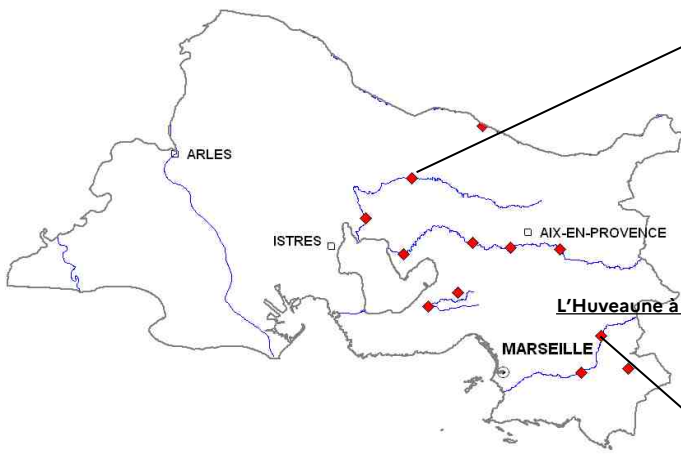 ARLES
ISTRES
AIX-EN-PROVENCE
L'Huveaune à
MARSEILLE